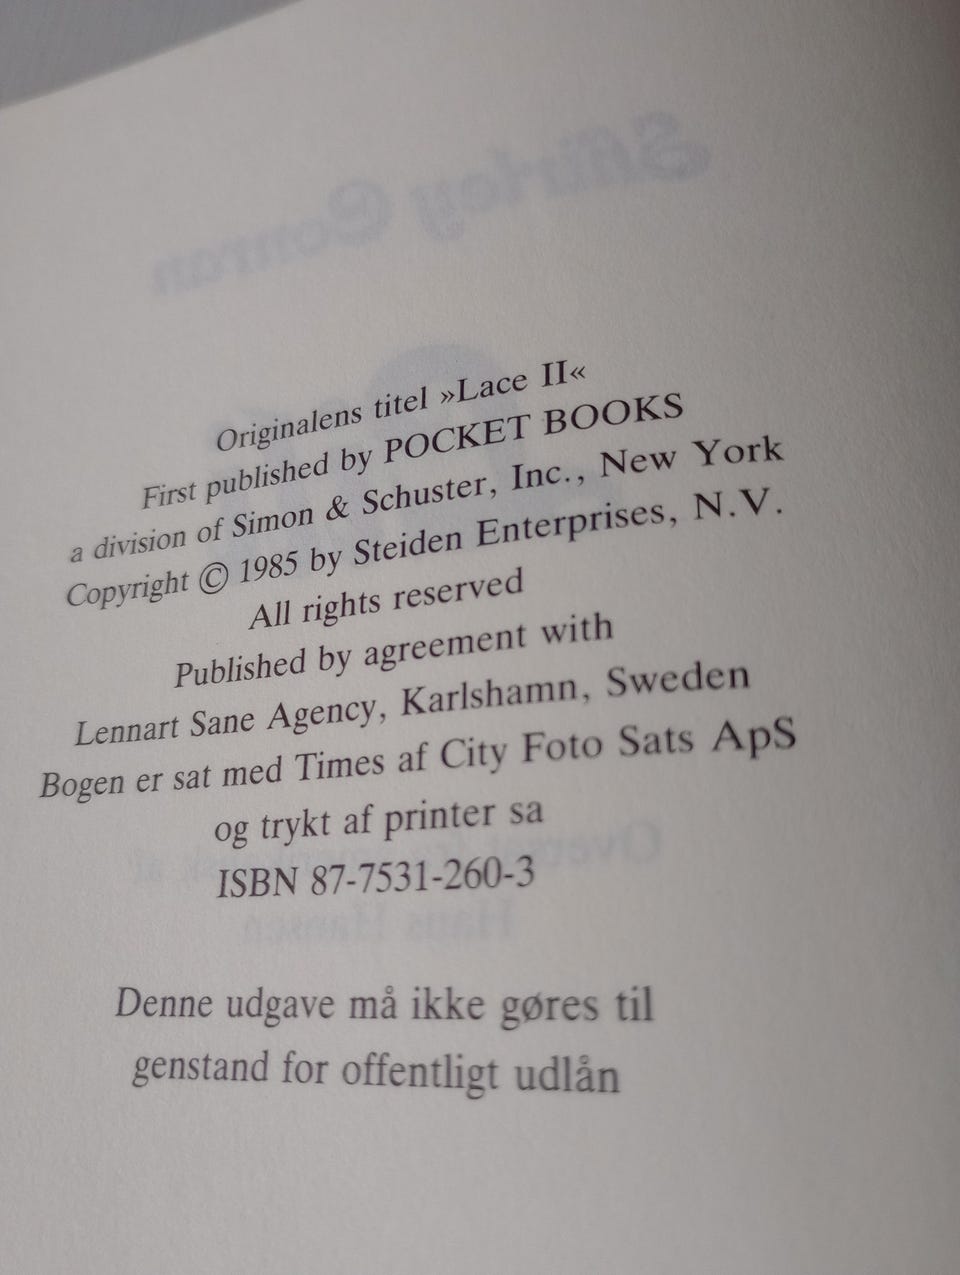 Originalens titel »Lace II«
First published by POCKET BOOKS
a division of Simon & Schuster, Inc., New York
Copyright © 1985 by Steiden Enterprises, N.V.
All rights reserved
Published by agreement with
Lennart Sane Agency, Karlshamn, Sweden
Bogen er sat med Times af City Foto Sats ApS
og trykt af printer sa
ISBN 87-7531-260-3
Denne udgave må ikke gøres til
genstand for offentligt udlån